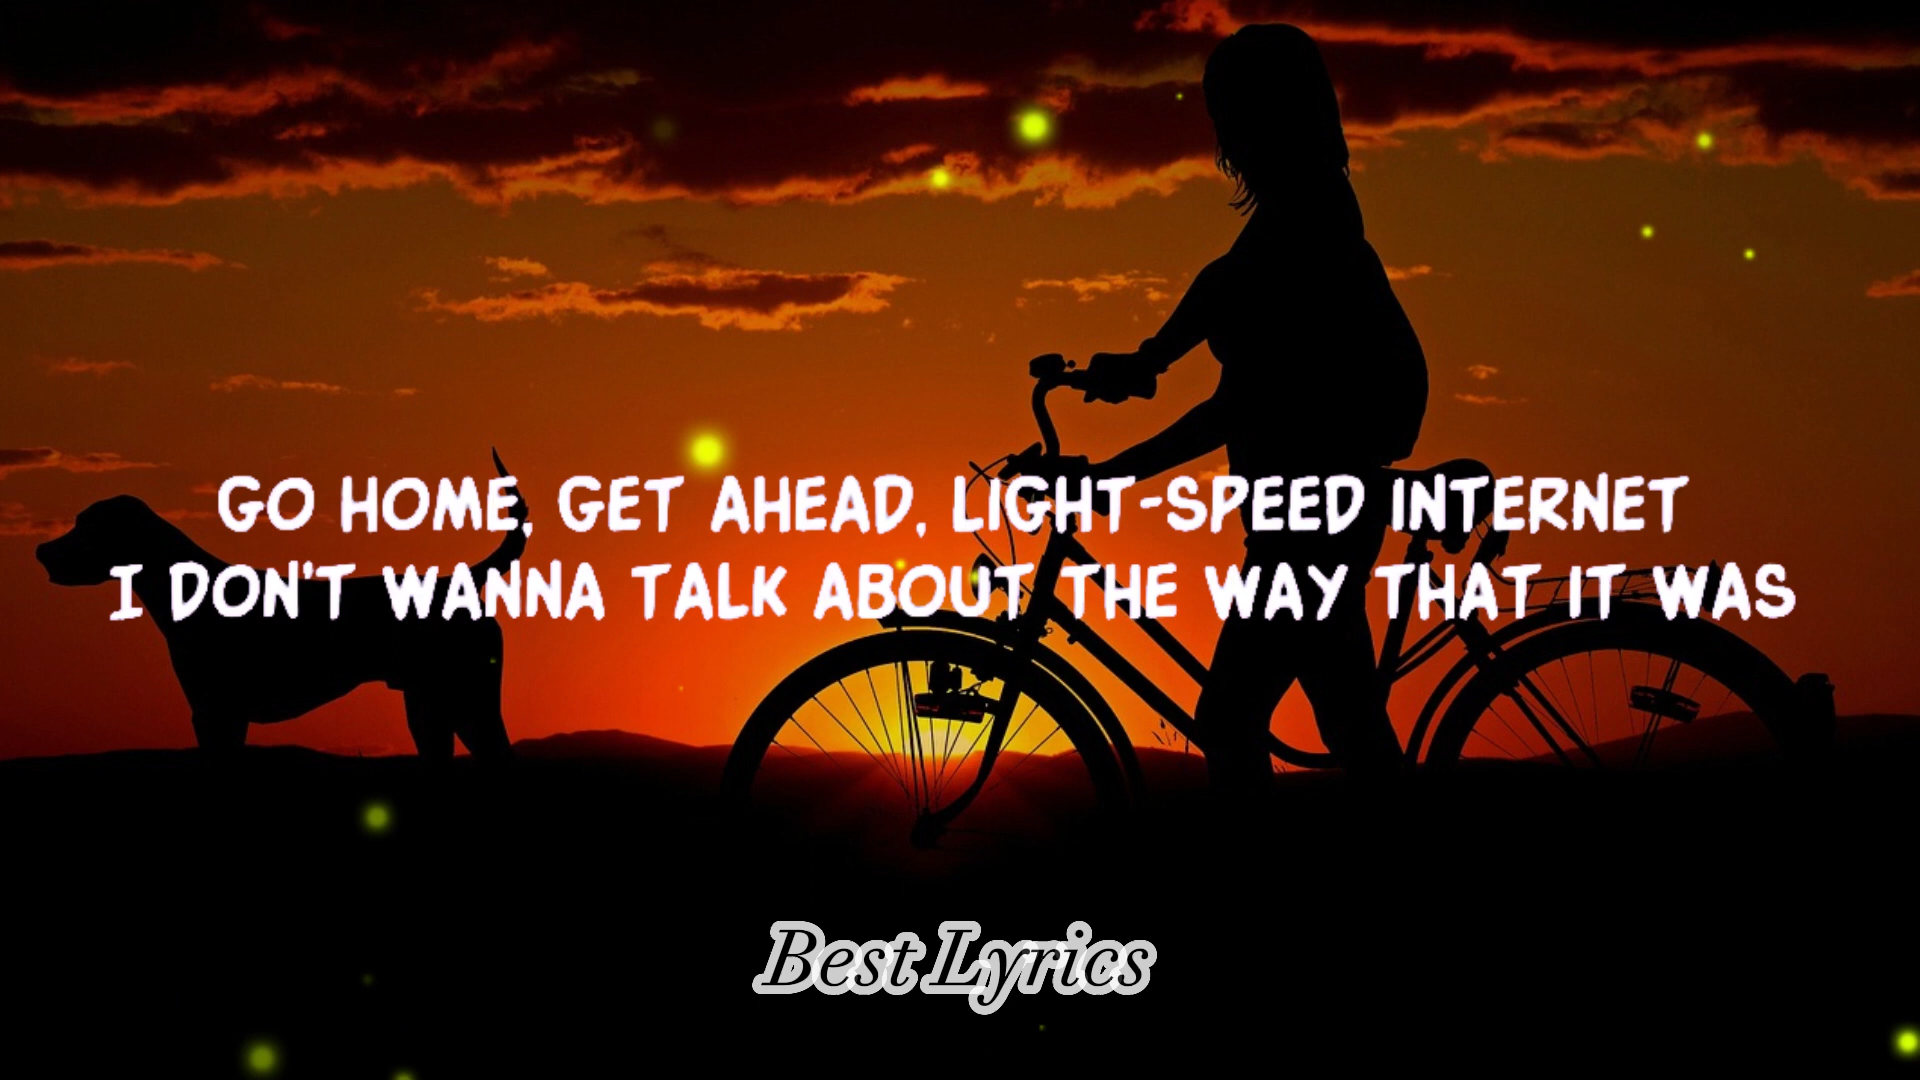 GO HOME, GET AHEAD, LIGHT-SPEED INTERNET
I DON'T WANNA TALK ABOUT THE WAY THAT IT WAS
Best Lyrics